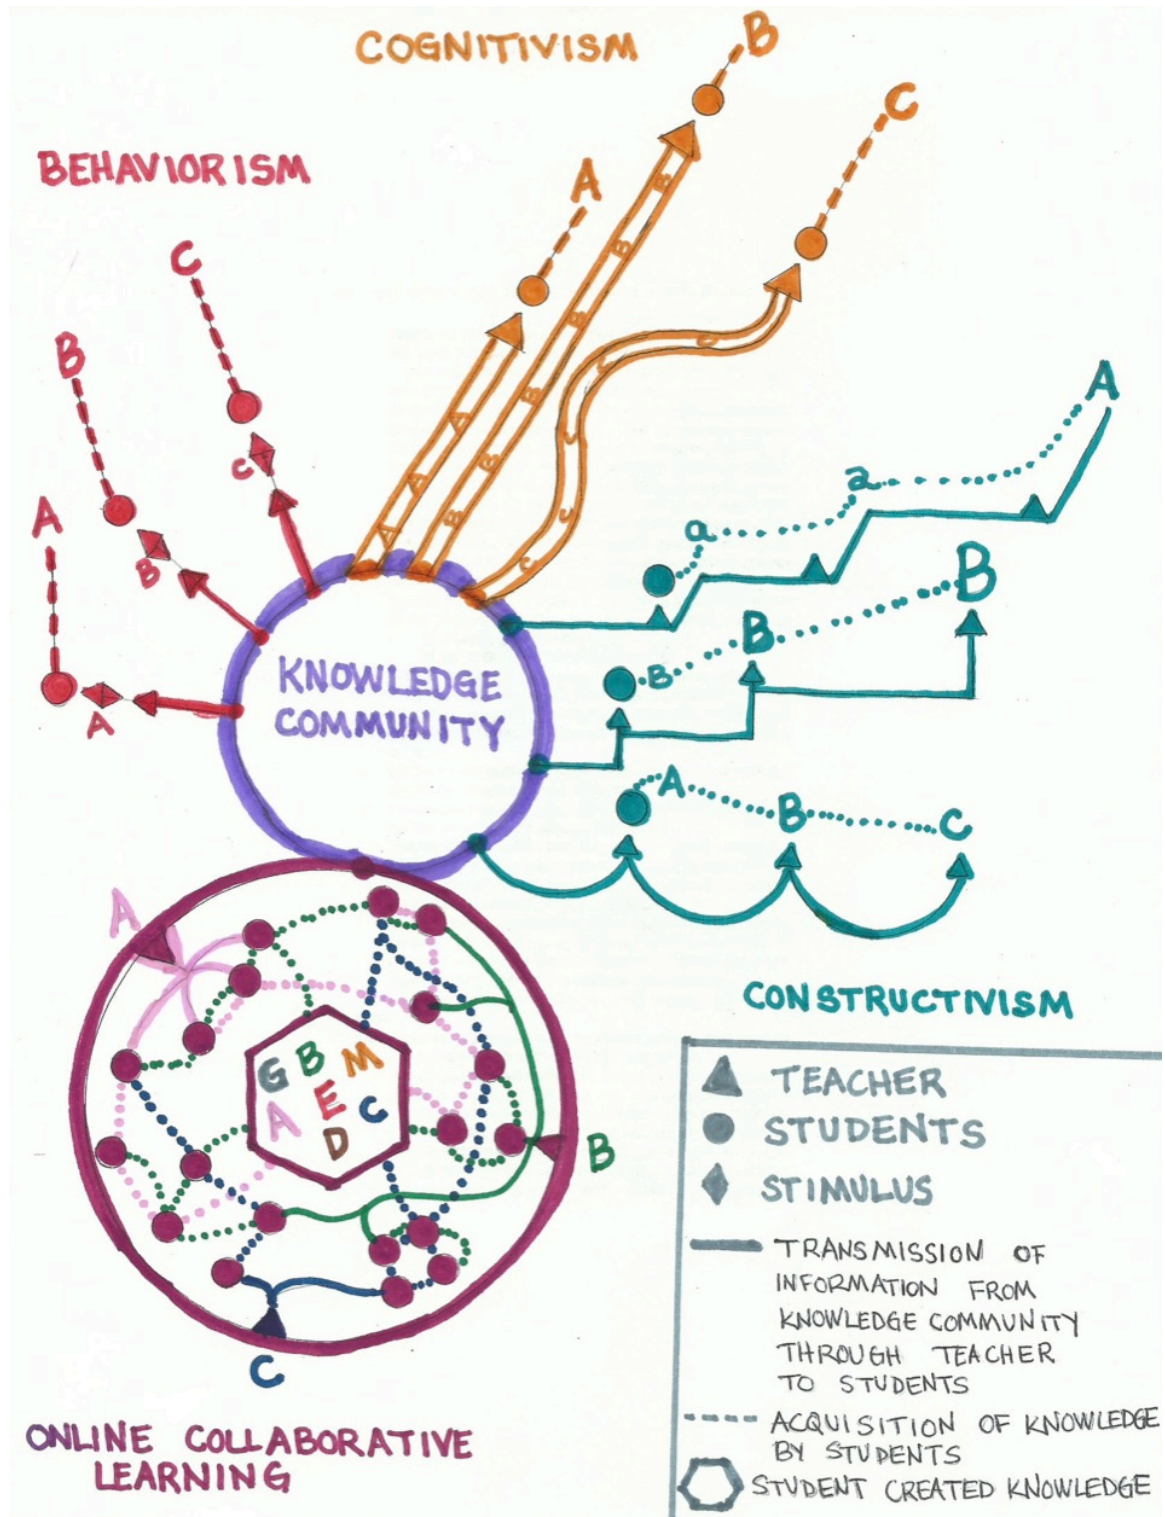 COGNITIVISM
B
C
A
BEHAVIORISM
C
B
A
C
B
A
A
A
A
B
B
B
B
B
B
C
C
C
C
C
A
a
a
B
B
B
A
B
C
KNOWLEDGE
COMMUNITY
CONSTRUCTIVISM
A
G B M
A E C
D
B
C
ONLINE COLLABORATIVE
LEARNING
TEACHER
STUDENTS
STIMULUS
TRANSMISSION OF
INFORMATION FROM
KNOWLEDGE COMMUNITY
THROUGH TEACHER
TO STUDENTS
ACQUISITION OF KNOWLEDGE
BY STUDENTS
STUDENT CREATED KNOWLEDGE